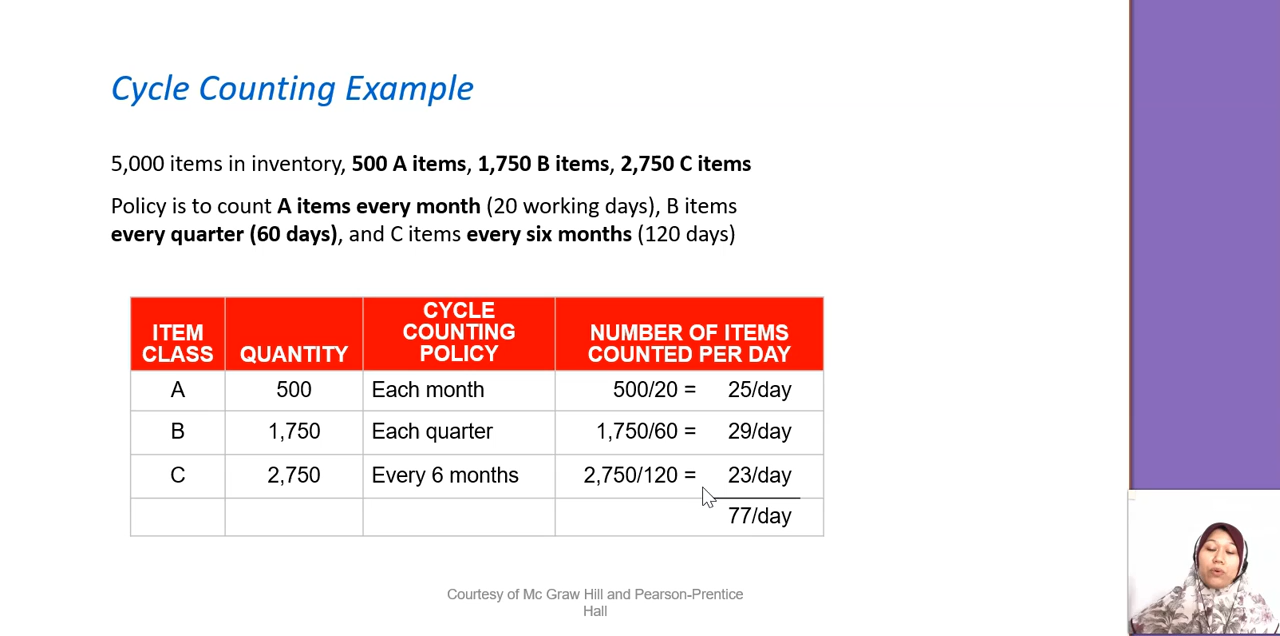 Cycle Counting Example
5,000 items in inventory, 500 A items, 1,750 B items, 2,750 C items
Policy is to count A items every month (20 working days), B items
every quarter (60 days), and C items every six months (120 days)
ITEM CLASS QUANTITY CYCLE COUNTING POLICY NUMBER OF ITEMS COUNTED PER DAY
A 500 Each month 500/20 = 25/day
B 1,750 Each quarter 1,750/60 = 29/day
C 2,750 Every 6 months 2,750/120 = 23/day
77/day
Courtesy of Mc Graw Hill and Pearson-Prentice
Hall